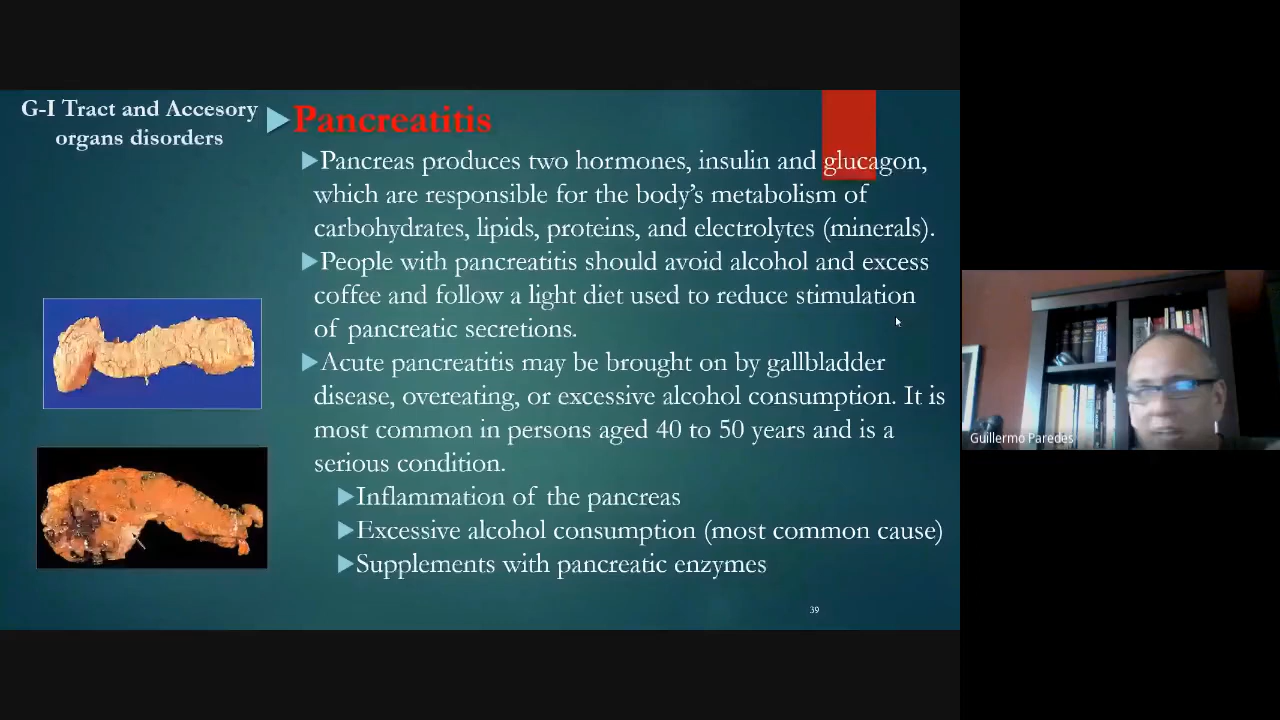 G-I Tract and Accesory
organs disorders
Pancreatitis
Pancreas produces two hormones, insulin and glucagon,
which are responsible for the body’s metabolism of
carbohydrates, lipids, proteins, and electrolytes (minerals).
People with pancreatitis should avoid alcohol and excess
coffee and follow a light diet used to reduce stimulation
of pancreatic secretions.
Acute pancreatitis may be brought on by gallbladder
disease, overeating, or excessive alcohol consumption. It is
most common in persons aged 40 to 50 years and is a
serious condition.
Inflammation of the pancreas
Excessive alcohol consumption (most common cause)
Supplements with pancreatic enzymes
39
Guillermo Paredes